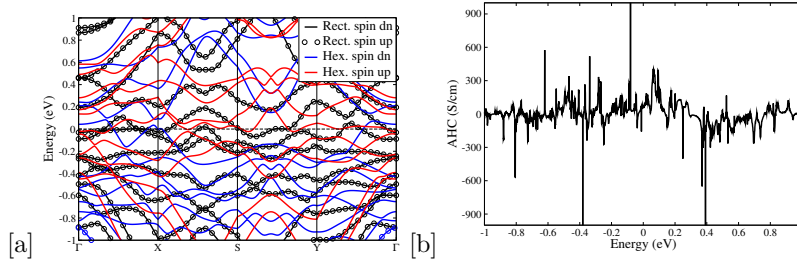 1
0.8
0.6
0.4
0.2
0
-0.2
-0.4
-0.6
-0.8
-1
Energy (eV)
Γ X S Y Γ
Rect. spin dn
Rect. spin up
Hex. spin dn
Hex. spin up
[a]
900
600
300
0
-300
-600
-900
AHC (S/cm)
-1 -0.8 -0.6 -0.4 -0.2 0 0.2 0.4 0.6 0.8
Energy (eV)
[b]